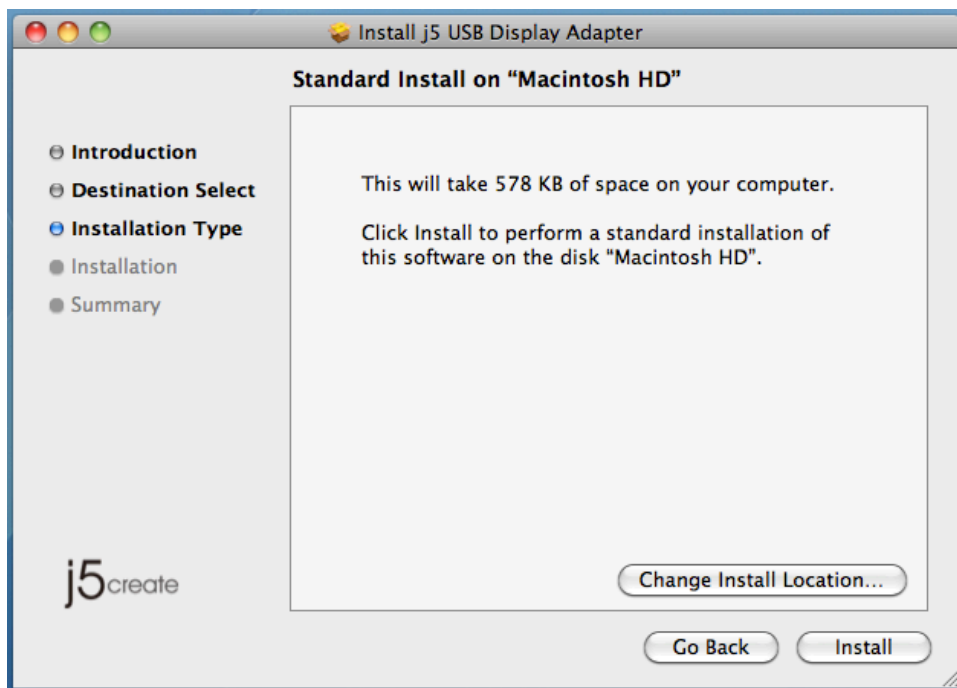 Install j5 USB Display Adapter
Standard Install on “Macintosh HD”
Introduction
Destination Select
Installation Type
Installation
Summary
This will take 578 KB of space on your computer.
Click Install to perform a standard installation of
this software on the disk “Macintosh HD”.
j5create
Change Install Location...
Go Back
Install